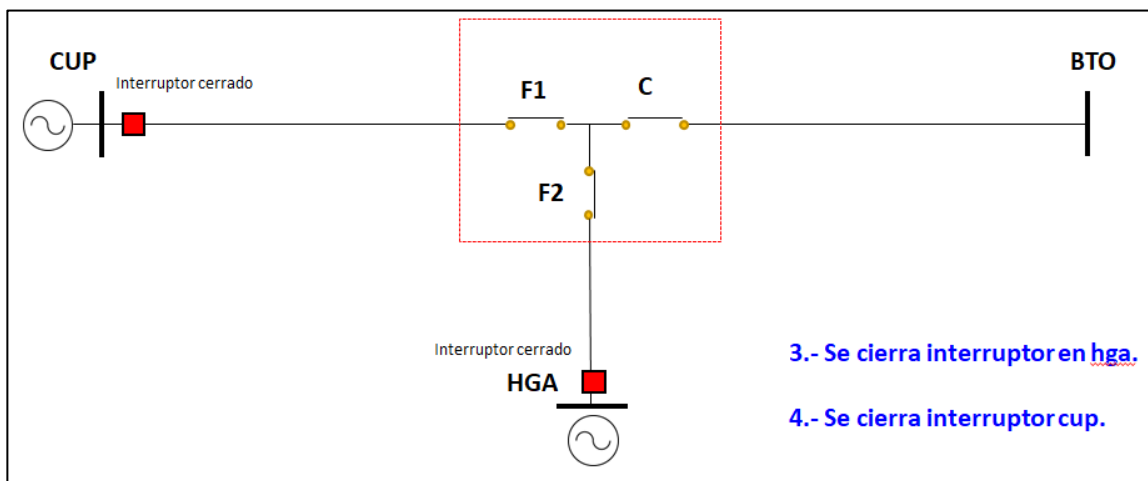 CUP
Interruptor cerrado
F1
C
BTO
F2
Interruptor cerrado
HGA
3.- Se cierra interruptor en hga.
4.- Se cierra interruptor cup.